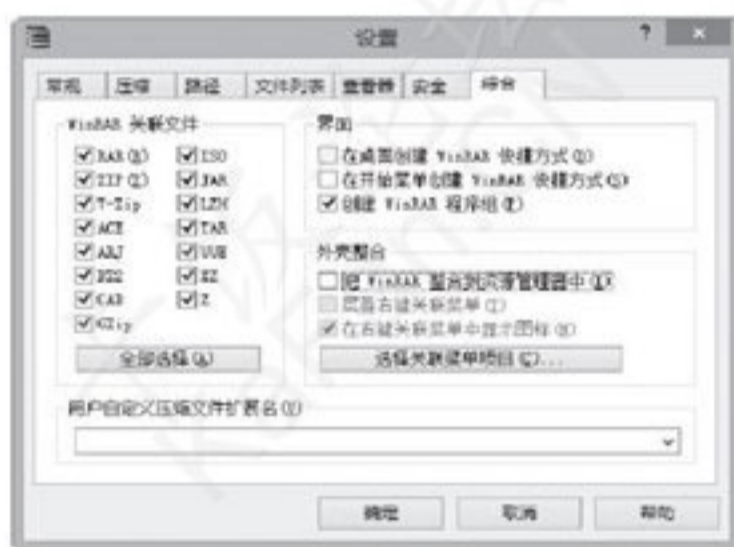 设置
常规 压缩 路径 文件列表 查看器 安全 综合
WinRAR 关联文件
RAR(R)
ISO
ZIP(Z)
JAR
7-Zip
LZH
ACE
TAR
ARJ
UUE
BZ2
XZ
CAB
Z
GZip
全部选择(A)
界面
在桌面创建 WinRAR 快捷方式(D)
在开始菜单创建 WinRAR 快捷方式(S)
创建 WinRAR 程序组(P)
外壳整合
把 WinRAR 整合到资源管理器中(I)
层叠右键关联菜单(T)
在右键关联菜单中显示图标(N)
选择关联菜单项目(C)...
用户自定义压缩文件扩展名(U)
确定
取消
帮助